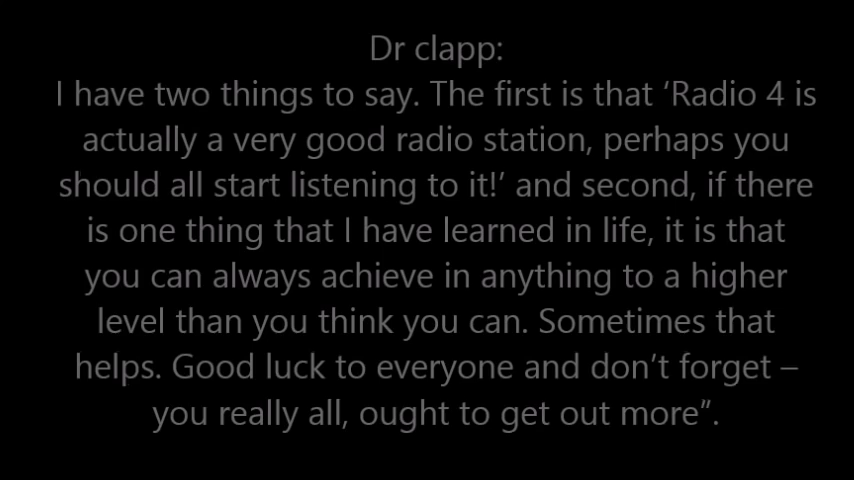 Dr clapp:
I have two things to say. The first is that ‘Radio 4 is
actually a very good radio station, perhaps you
should all start listening to it!’ and second, if there
is one thing that I have learned in life, it is that
you can always achieve in anything to a higher
level than you think you can. Sometimes that
helps. Good luck to everyone and don’t forget –
you really all, ought to get out more”.